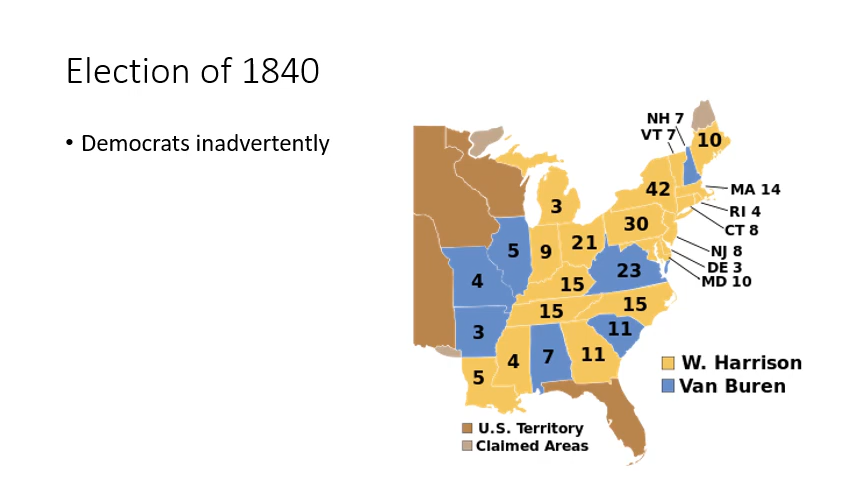 Election of 1840
• Democrats inadvertently
NH 7
VT 7
10
42
MA 14
3
RI 4
30
CT 8
5
9
21
NJ 8
23
DE 3
4
15
MD 10
15
15
3
11
4
7
11
5
W. Harrison
Van Buren
U.S. Territory
Claimed Areas